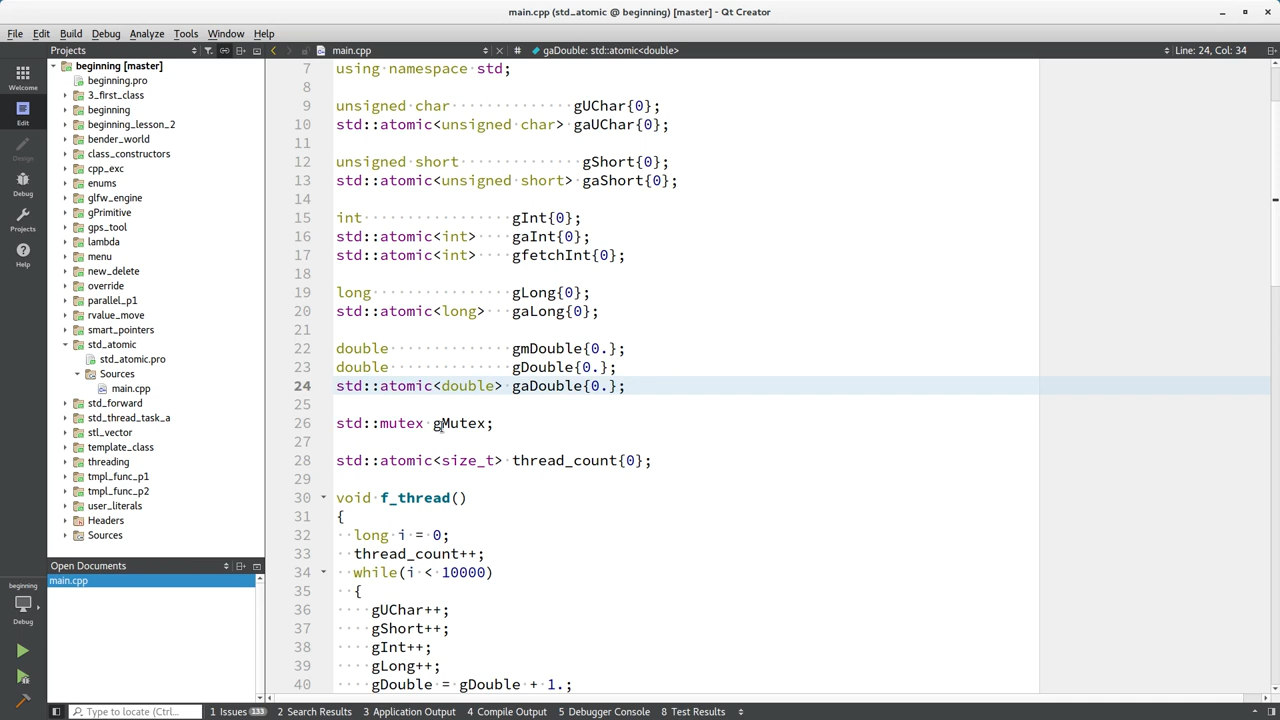 main.cpp (std_atomic @ beginning) [master] - Qt Creator
File Edit Build Debug Analyze Tools Window Help
Projects
main.cpp
# gaDouble: std::atomic<double>
Line: 24, Col: 34
Welcome
Edit
Design
Debug
Projects
Help
beginning [master]
beginning.pro
3_first_class
beginning
beginning_lesson_2
bender_world
class_constructors
cpp_exc
enums
glfw_engine
gPrimitive
gps_tool
lambda
menu
new_delete
override
parallel_p1
rvalue_move
smart_pointers
std_atomic
std_atomic.pro
Sources
main.cpp
std_forward
std_thread_task_a
stl_vector
template_class
threading
tmpl_func_p1
tmpl_func_p2
user_literals
Headers
Sources
Open Documents
main.cpp
beginning
Debug
7 using namespace std;
8
9 unsigned char gUChar{0};
10 std::atomic<unsigned char> gaUChar{0};
11
12 unsigned short gShort{0};
13 std::atomic<unsigned short> gaShort{0};
14
15 int gInt{0};
16 std::atomic<int> gaInt{0};
17 std::atomic<int> gfetchInt{0};
18
19 long gLong{0};
20 std::atomic<long> gaLong{0};
21
22 double gmDouble{0.};
23 double gDouble{0.};
24 std::atomic<double> gaDouble{0.};
25
26 std::mutex gMutex;
27
28 std::atomic<size_t> thread_count{0};
29
30 void f_thread()
31 {
32 long i = 0;
33 thread_count++;
34 while(i < 10000)
35 {
36 gUChar++;
37 gShort++;
38 gInt++;
39 gLong++;
40 gDouble = gDouble + 1.;
Type to locate (Ctrl...
1 Issues 133 2 Search Results 3 Application Output 4 Compile Output 5 Debugger Console 8 Test Results